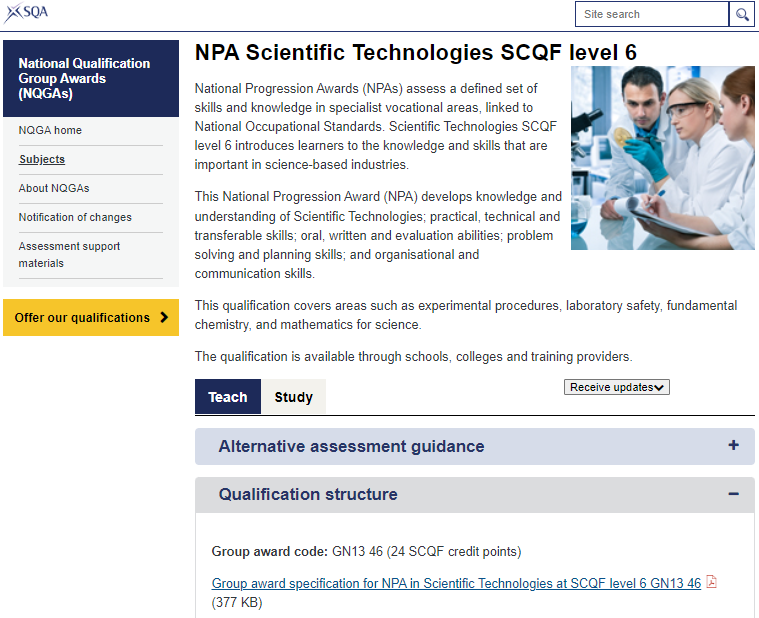 SQA
Site search
National Qualification
Group Awards
(NQGAs)
NQGA home
Subjects
About NQGAs
Notification of changes
Assessment support
materials
Offer our qualifications
NPA Scientific Technologies SCQF level 6
National Progression Awards (NPAs) assess a defined set of
skills and knowledge in specialist vocational areas, linked to
National Occupational Standards. Scientific Technologies SCQF
level 6 introduces learners to the knowledge and skills that are
important in science-based industries.
This National Progression Award (NPA) develops knowledge and
understanding of Scientific Technologies; practical, technical and
transferable skills; oral, written and evaluation abilities; problem
solving and planning skills; and organisational and
communication skills.
This qualification covers areas such as experimental procedures, laboratory safety, fundamental
chemistry, and mathematics for science.
The qualification is available through schools, colleges and training providers.
Teach
Study
Receive updates
Alternative assessment guidance +
Qualification structure −
Group award code: GN13 46 (24 SCQF credit points)
Group award specification for NPA in Scientific Technologies at SCQF level 6 GN13 46
(377 KB)